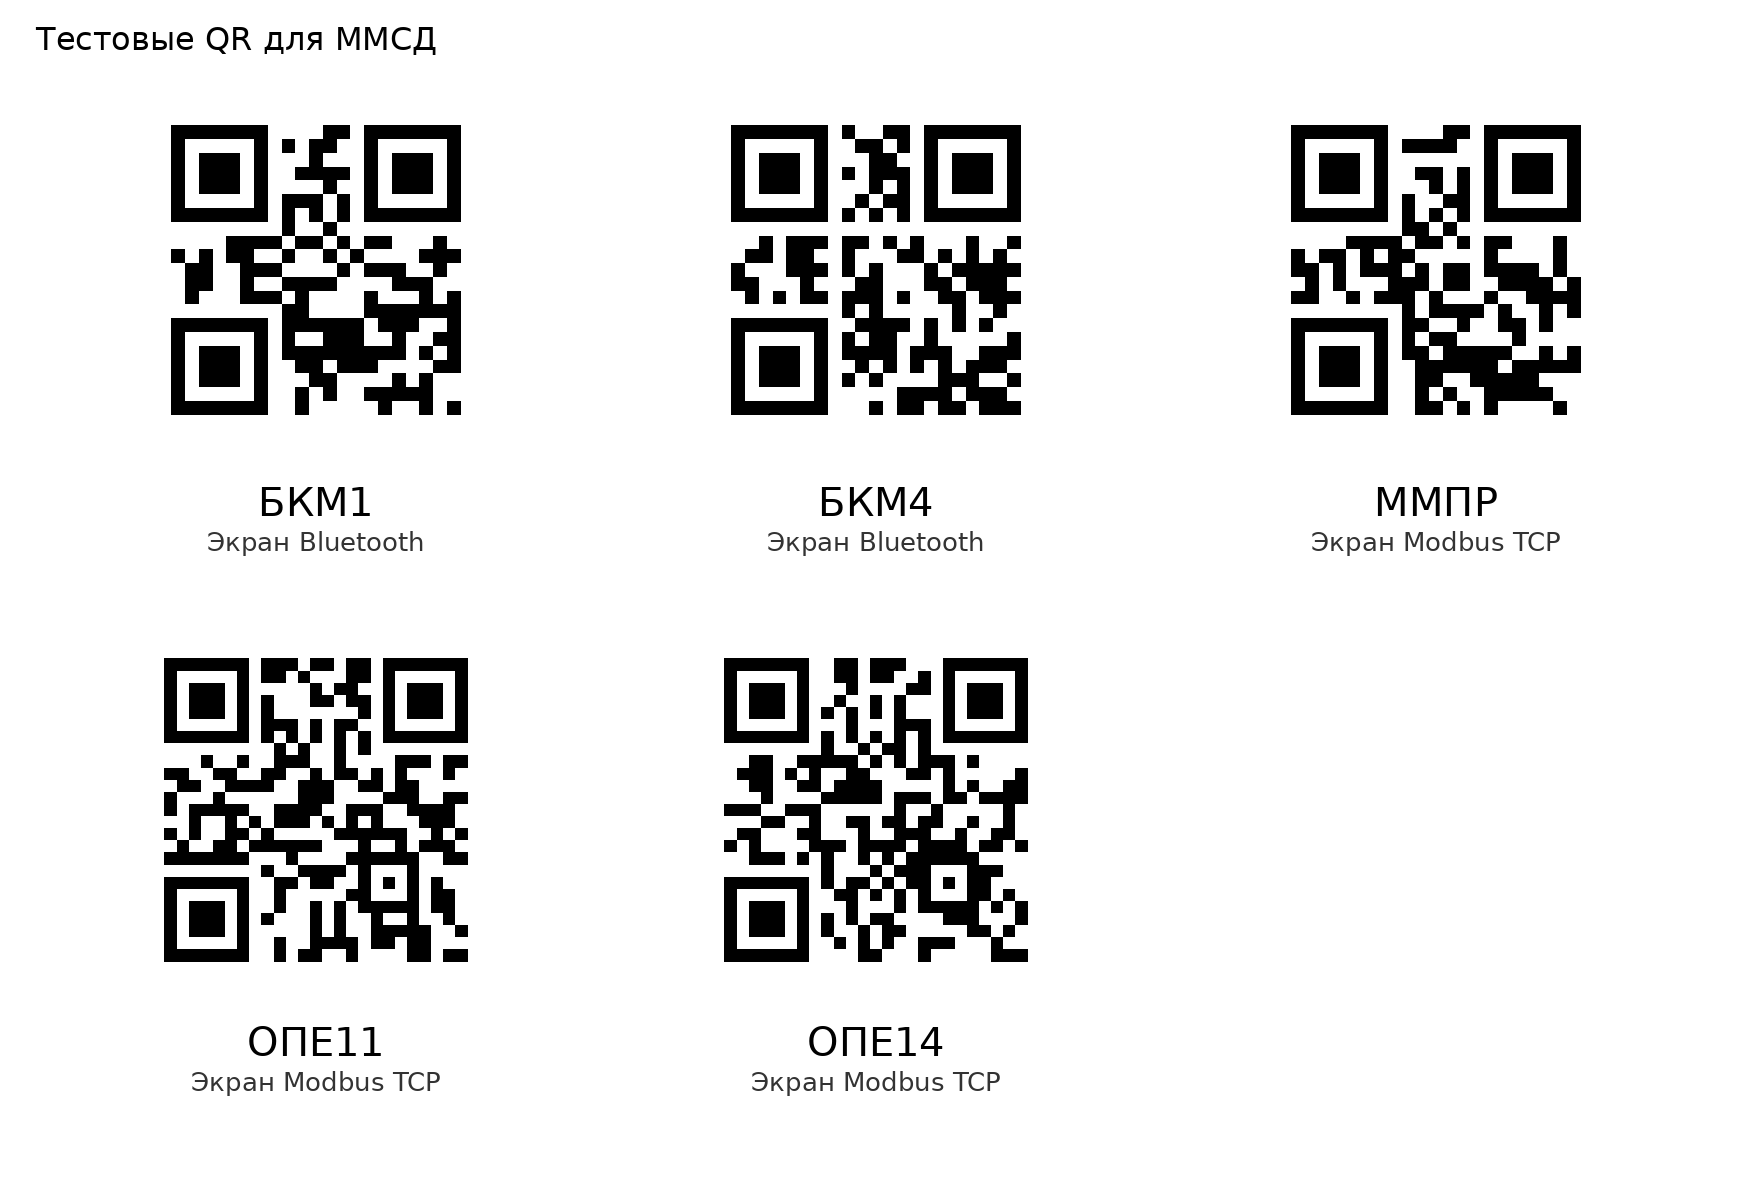 Тестовые QR для ММСД
БКМ1
Экран Bluetooth
БКМ4
Экран Bluetooth
ММПР
Экран Modbus TCP
ОПЕ11
Экран Modbus TCP
ОПЕ14
Экран Modbus TCP